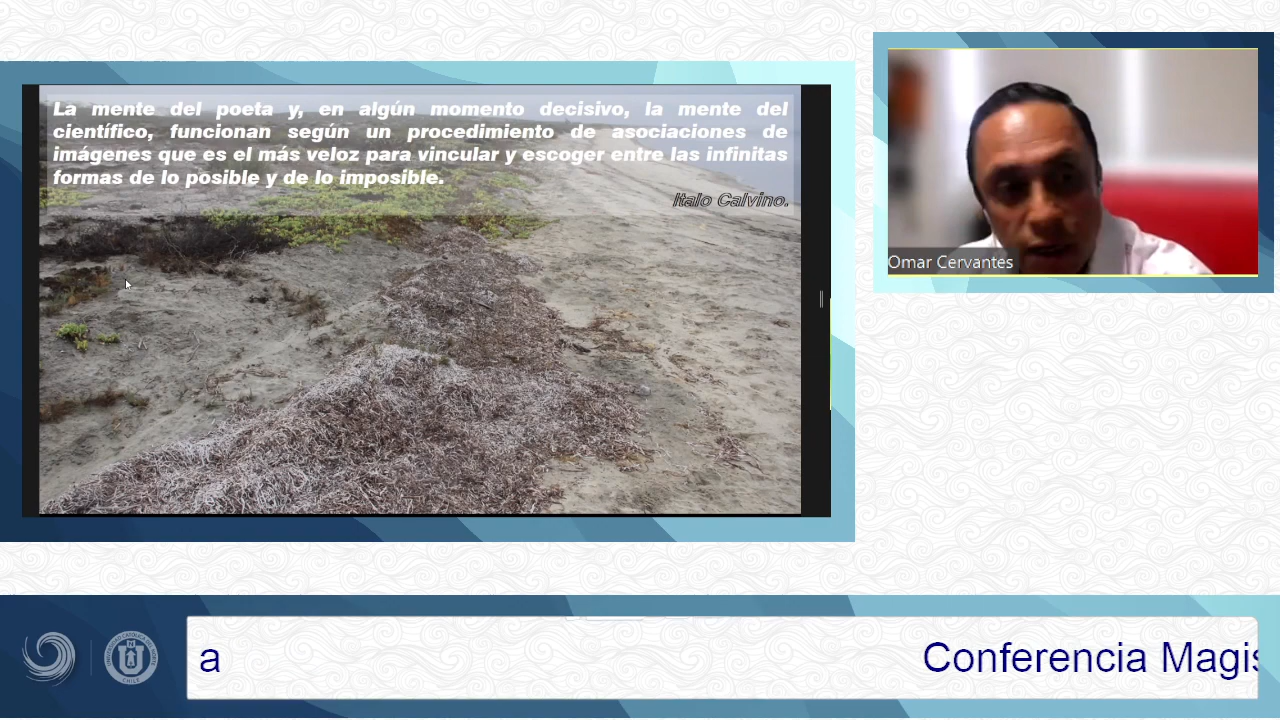 La mente del poeta y, en algún momento decisivo, la mente del
científico, funcionan según un procedimiento de asociaciones de
imágenes que es el más veloz para vincular y escoger entre las infinitas
formas de lo posible y de lo imposible.
Italo Calvino.
Omar Cervantes
a
Conferencia Magis